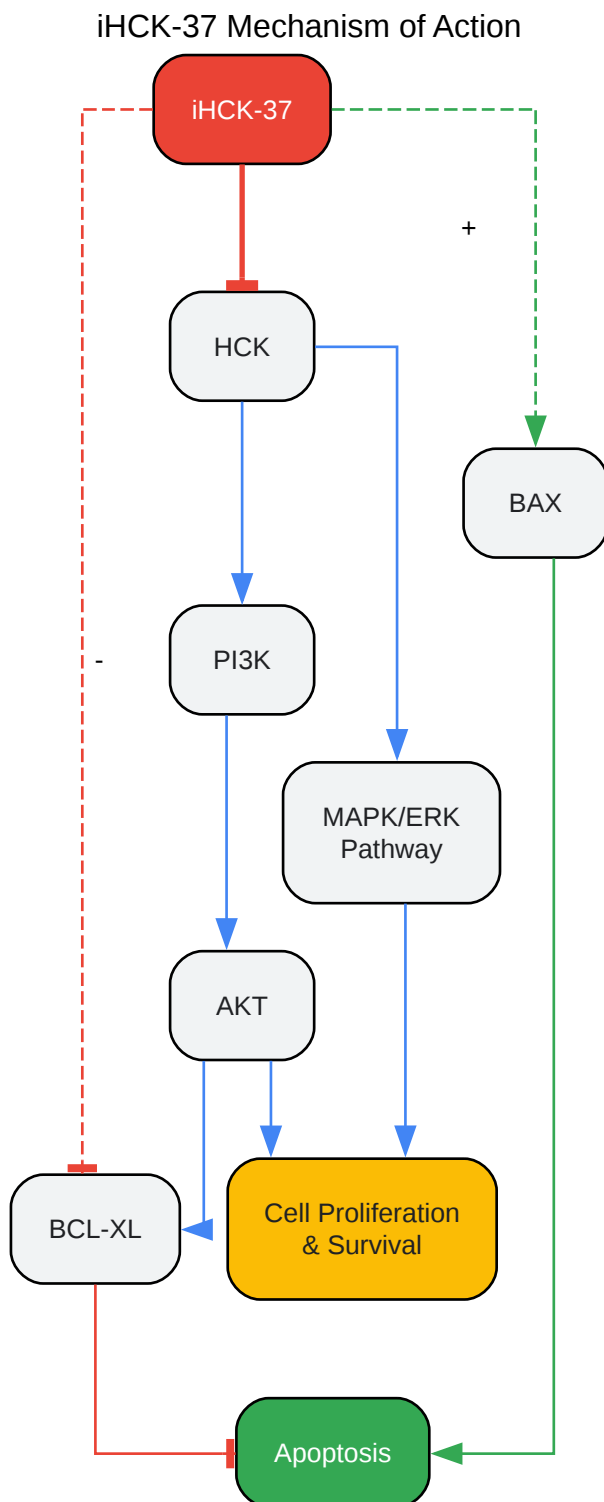 iHCK-37 Mechanism of Action
iHCK-37
+
HCK
BAX
PI3K
-
MAPK/ERK
Pathway
AKT
BCL-XL
Cell Proliferation
& Survival
Apoptosis